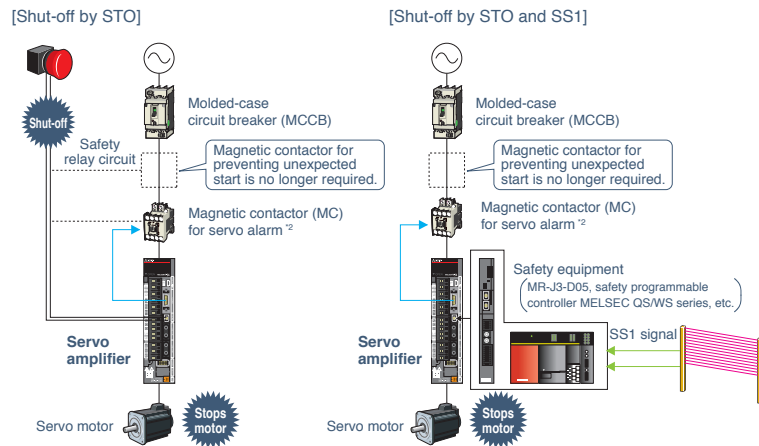 [Shut-off by STO]
Shut-off
Safety
relay circuit
Molded-case
circuit breaker (MCCB)
Magnetic contactor for
preventing unexpected
start is no longer required.
Magnetic contactor (MC)
for servo alarm *2
Servo
amplifier
Servo motor
Stops
motor
[Shut-off by STO and SS1]
Molded-case
circuit breaker (MCCB)
Magnetic contactor for
preventing unexpected
start is no longer required.
Magnetic contactor (MC)
for servo alarm *2
Safety equipment
(MR-J3-D05, safety programmable
controller MELSEC QS/WS series, etc.)
SS1 signal
Servo
amplifier
Servo motor
Stops
motor